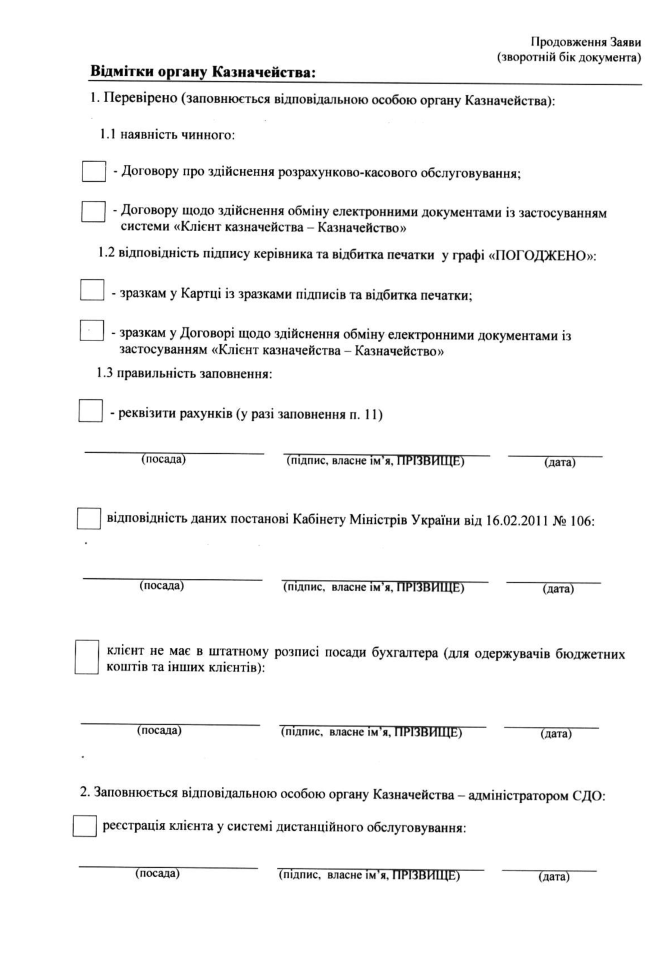 Продовження Заяви
(зворотній бік документа)
Відмітки органу Казначейства:
1. Перевірено (заповнюється відповідальною особою органу Казначейства):
1.1 наявність чинного:
- Договору про здійснення розрахунково-касового обслуговування;
- Договору щодо здійснення обміну електронними документами із застосуванням
системи «Клієнт казначейства – Казначейство»
1.2 відповідність підпису керівника та відбитка печатки у графі «ПОГОДЖЕНО»:
- зразкам у Картці із зразками підписів та відбитка печатки;
- зразкам у Договорі щодо здійснення обміну електронними документами із
застосуванням «Клієнт казначейства – Казначейство»
1.3 правильність заповнення:
- реквізити рахунків (у разі заповнення п. 11)
(посада) (підпис, власне ім’я, ПРІЗВИЩЕ) (дата)
відповідність даних постанові Кабінету Міністрів України від 16.02.2011 № 106:
(посада) (підпис, власне ім’я, ПРІЗВИЩЕ) (дата)
клієнт не має в штатному розписі посади бухгалтера (для одержувачів бюджетних
коштів та інших клієнтів):
(посада) (підпис, власне ім’я, ПРІЗВИЩЕ) (дата)
2. Заповнюється відповідальною особою органу Казначейства – адміністратором СДО:
реєстрація клієнта у системі дистанційного обслуговування:
(посада) (підпис, власне ім’я, ПРІЗВИЩЕ) (дата)